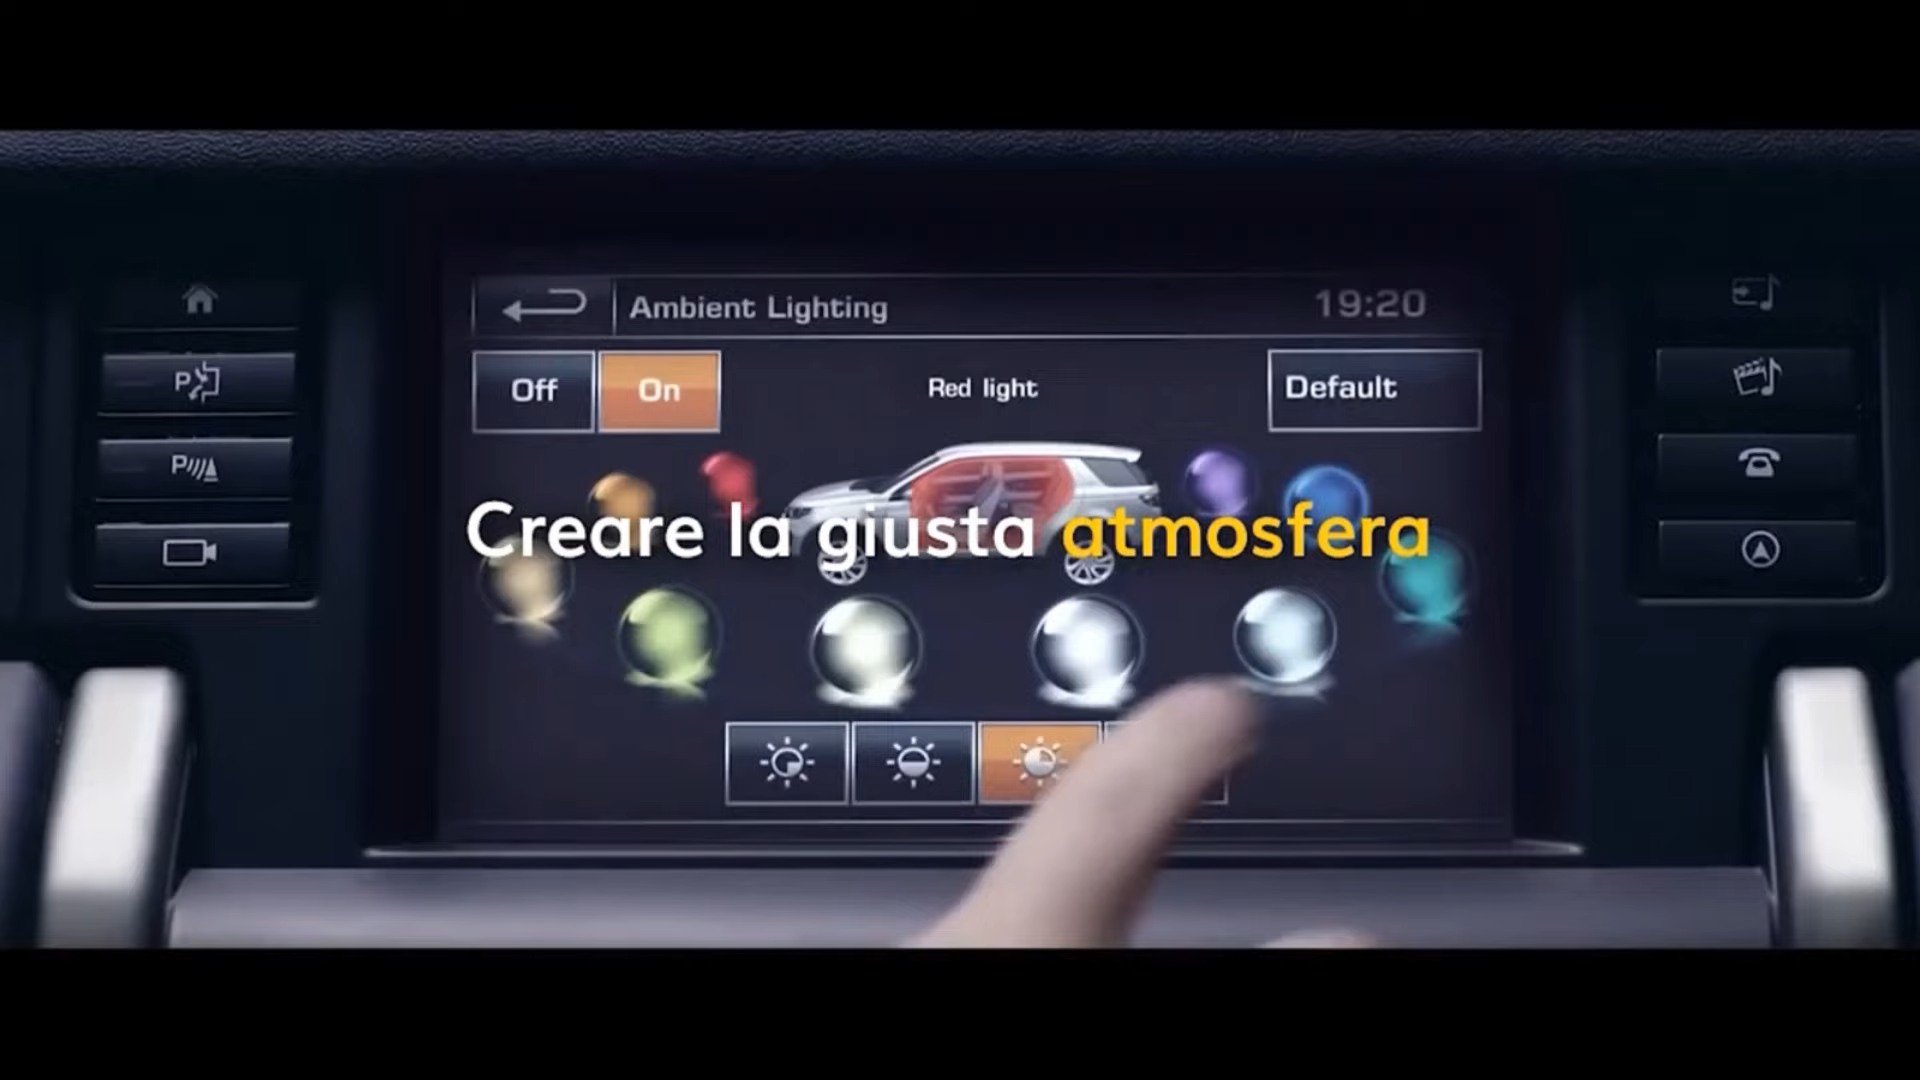 Ambient Lighting
19:20
Off
On
Red light
Default
Creare la giusta atmosfera
P
P